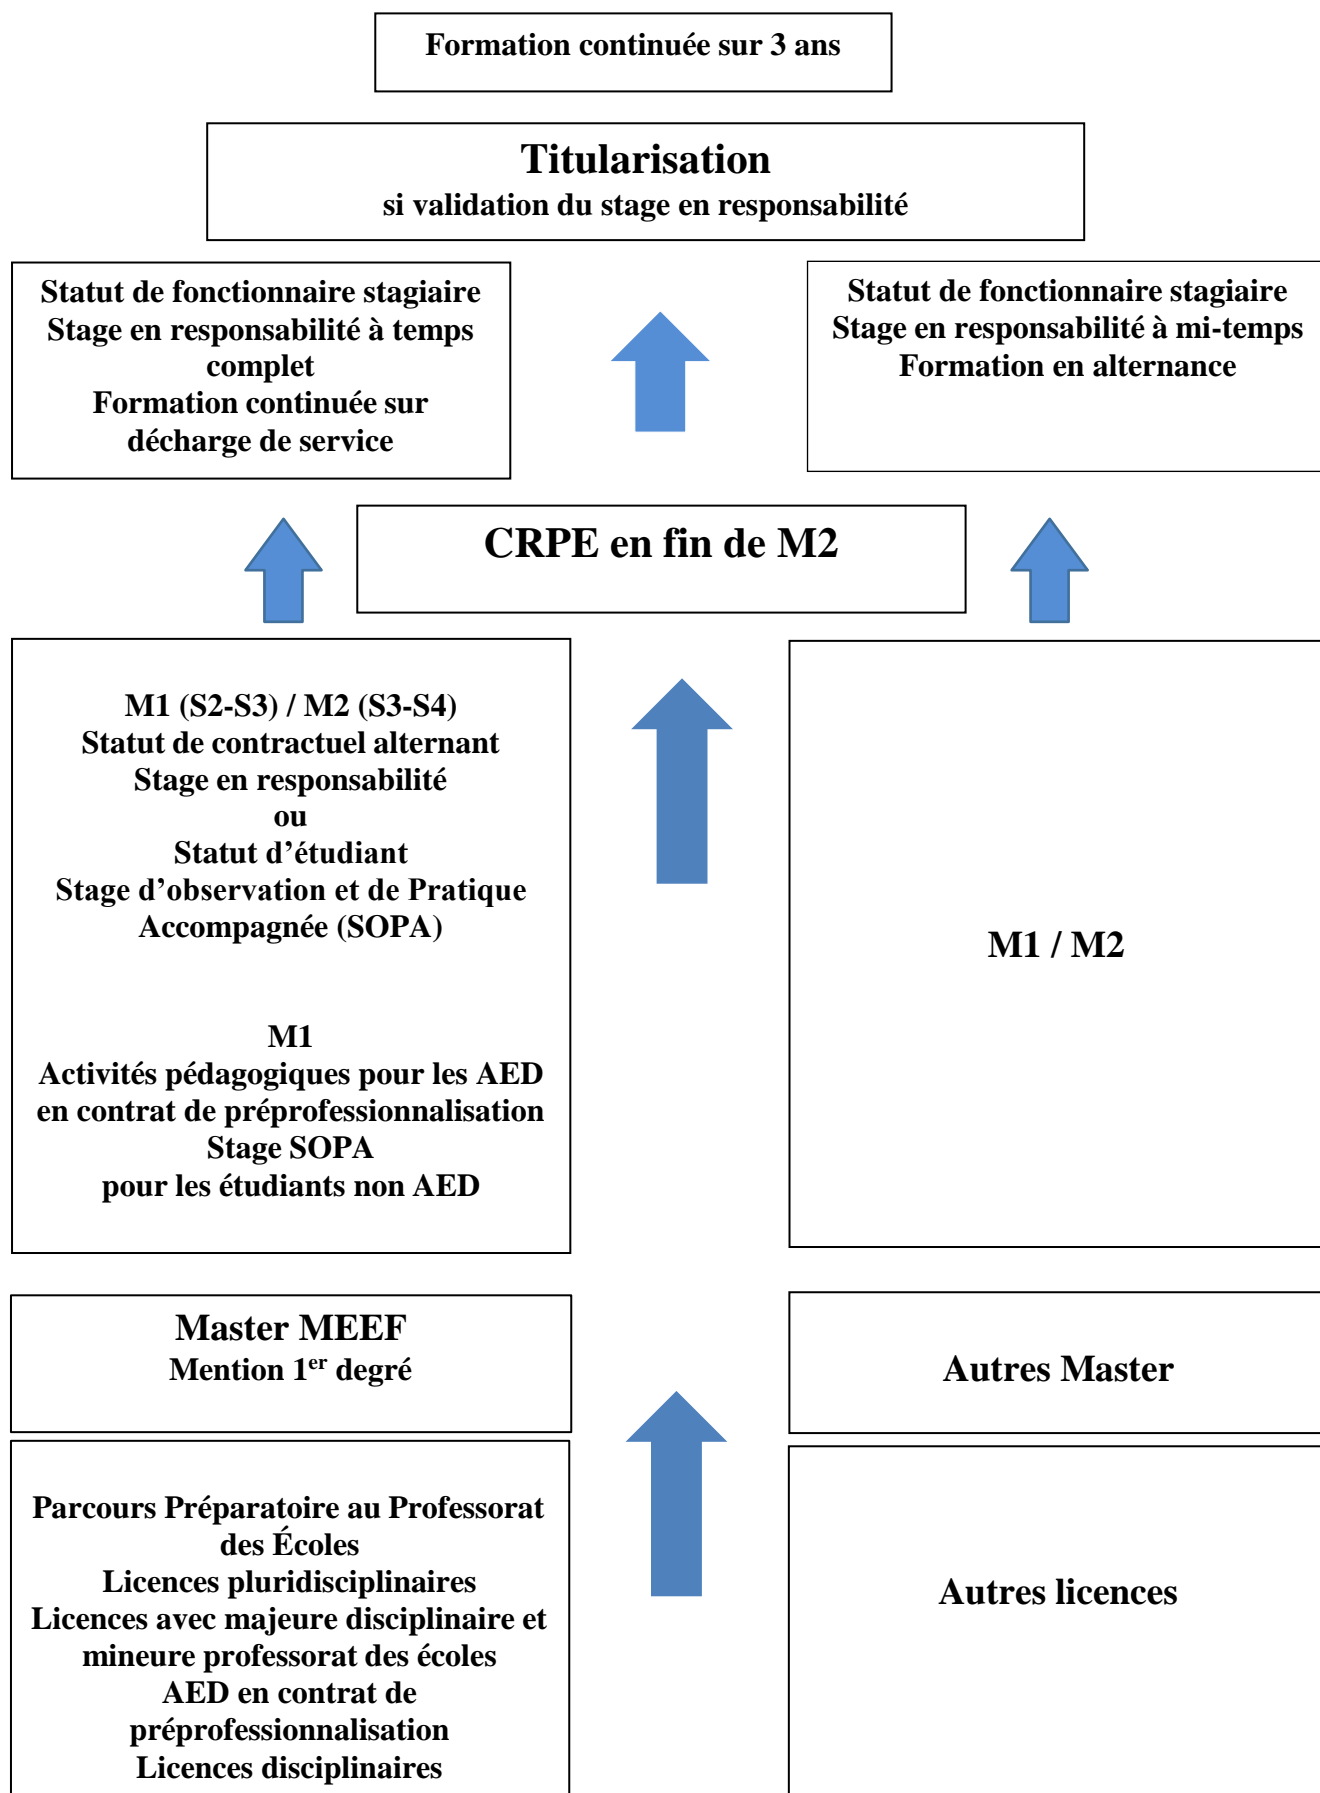 Formation continuée sur 3 ans
Titularisation
si validation du stage en responsabilité
Statut de fonctionnaire stagiaire
Stage en responsabilité à temps
complet
Formation continuée sur
décharge de service
Statut de fonctionnaire stagiaire
Stage en responsabilité à mi-temps
Formation en alternance
CRPE en fin de M2
M1 (S2-S3) / M2 (S3-S4)
Statut de contractuel alternant
Stage en responsabilité
ou
Statut d’étudiant
Stage d’observation et de Pratique
Accompagnée (SOPA)
M1
Activités pédagogiques pour les AED
en contrat de préprofessionnalisation
Stage SOPA
pour les étudiants non AED
M1 / M2
Master MEEF
Mention 1er degré
Autres Master
Parcours Préparatoire au Professorat
des Écoles
Licences pluridisciplinaires
Licences avec majeure disciplinaire et
mineure professorat des écoles
AED en contrat de
préprofessionnalisation
Licences disciplinaires
Autres licences